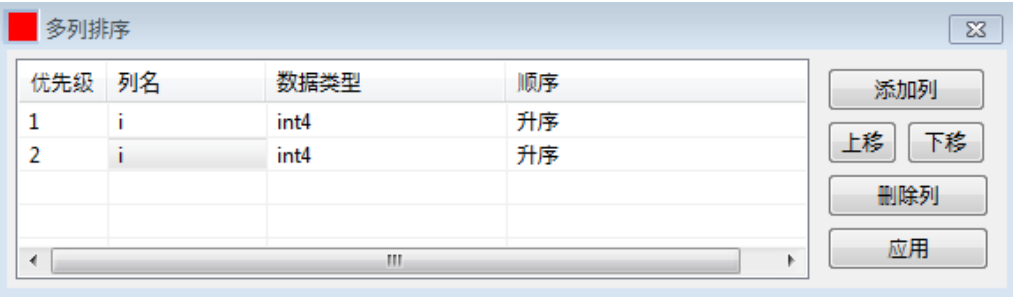 多列排序
优先级 列名 数据类型 顺序
1 i int4 升序
2 i int4 升序
添加列
上移 下移
删除列
应用